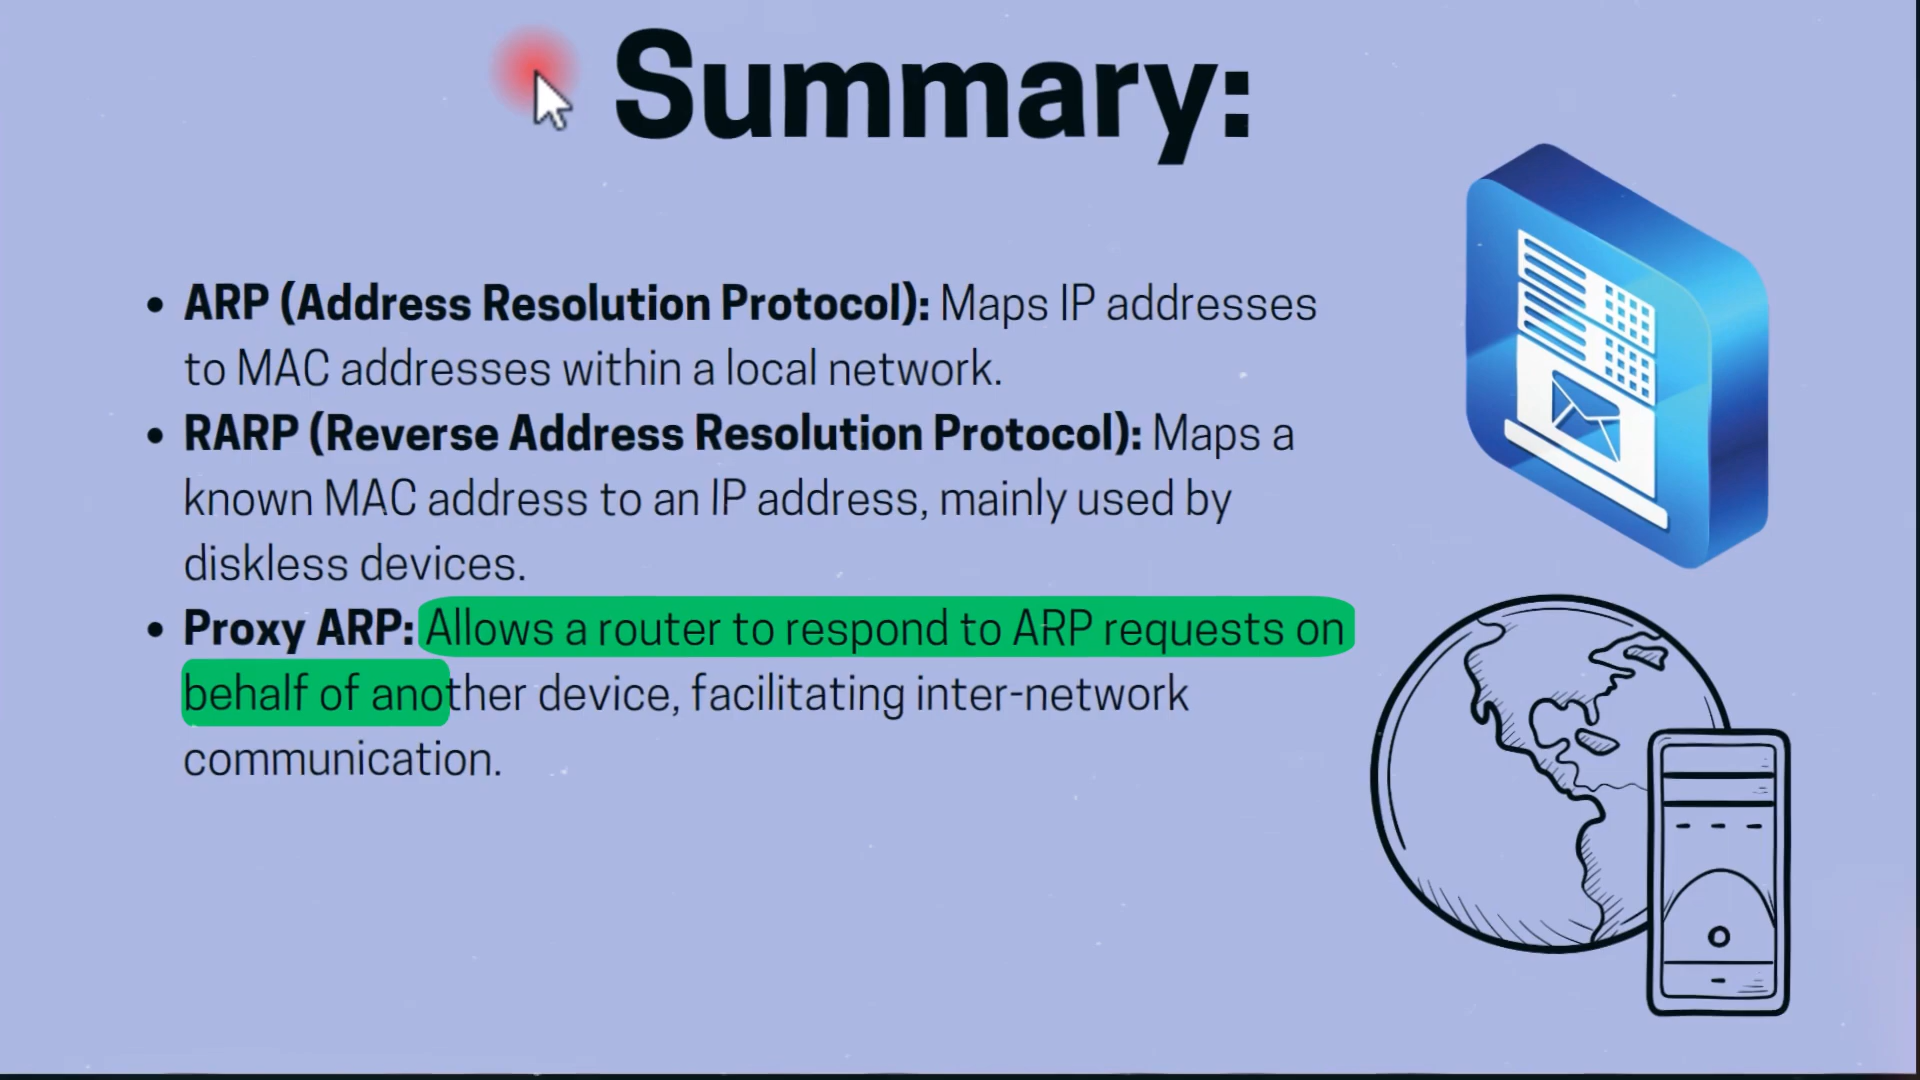 Summary:
• ARP (Address Resolution Protocol): Maps IP addresses
to MAC addresses within a local network.
• RARP (Reverse Address Resolution Protocol): Maps a
known MAC address to an IP address, mainly used by
diskless devices.
• Proxy ARP: Allows a router to respond to ARP requests on
behalf of another device, facilitating inter-network
communication.